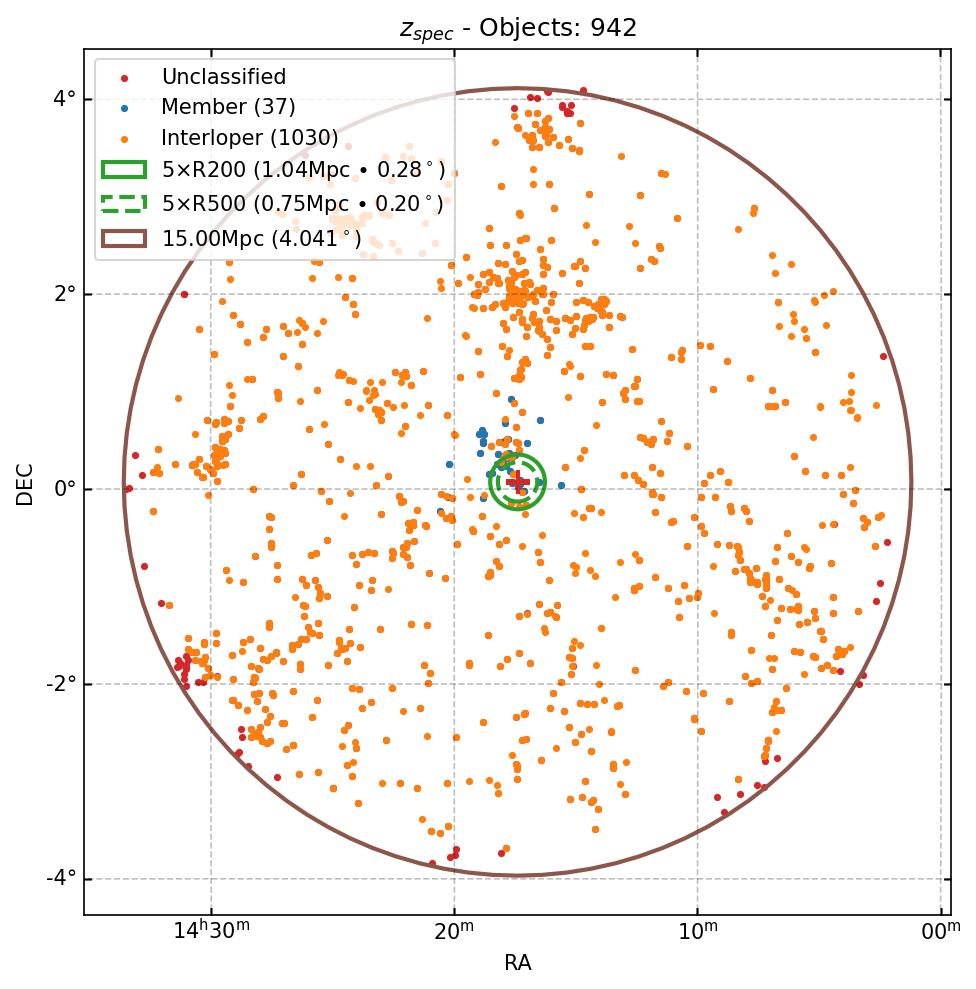 z_spec - Objects: 942
Unclassified
Member (37)
Interloper (1030)
5×R200 (1.04Mpc • 0.28°)
5×R500 (0.75Mpc • 0.20°)
15.00Mpc (4.041°)
4°
2°
0°
-2°
-4°
DEC
14h30m 20m 10m 00m
RA